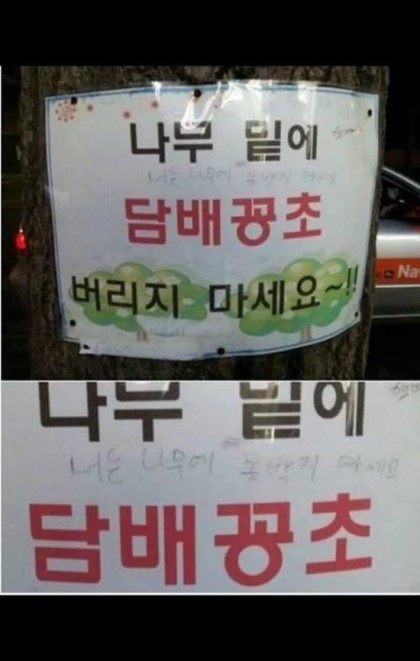 나무 밑에
너는 나무에 못박지 마세요
담배꽁초
버리지 마세요~!!
Na
나무 밑에
너는 나무에 못박지 마세요
담배꽁초